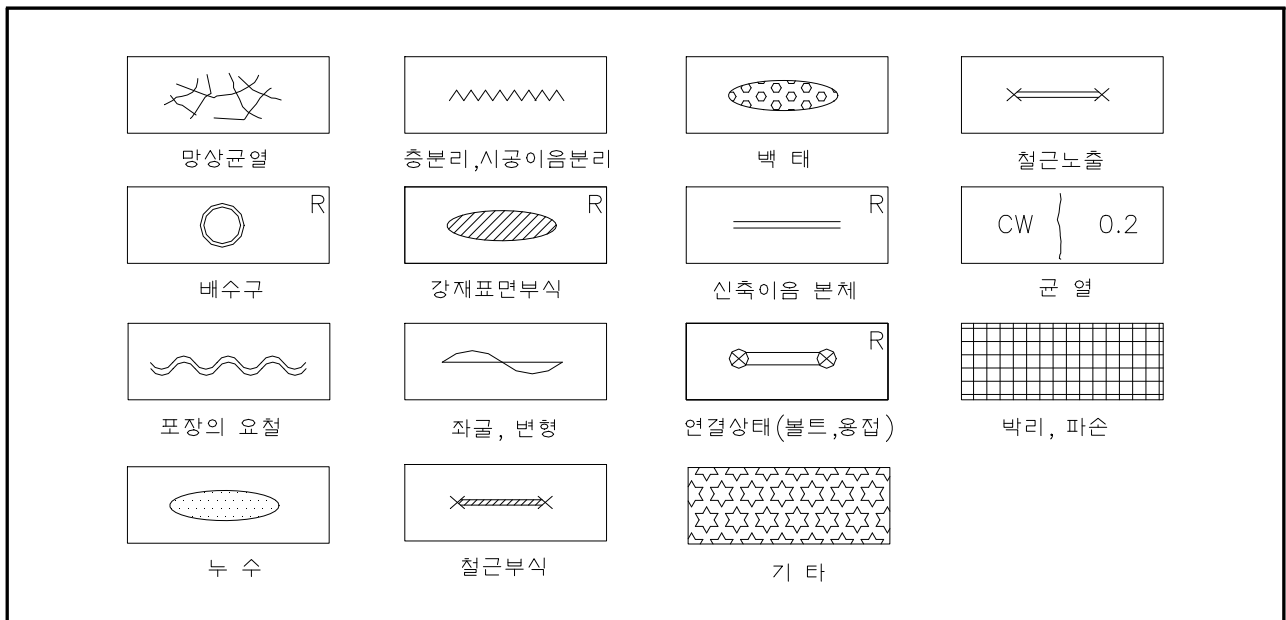 망상균열
층분리,시공이음분리
백 태
철근노출
R
배수구
R
강재표면부식
R
신축이음 본체
CW 0.2
균 열
포장의 요철
좌굴, 변형
R
연결상태(볼트,용접)
박리, 파손
누 수
철근부식
기 타